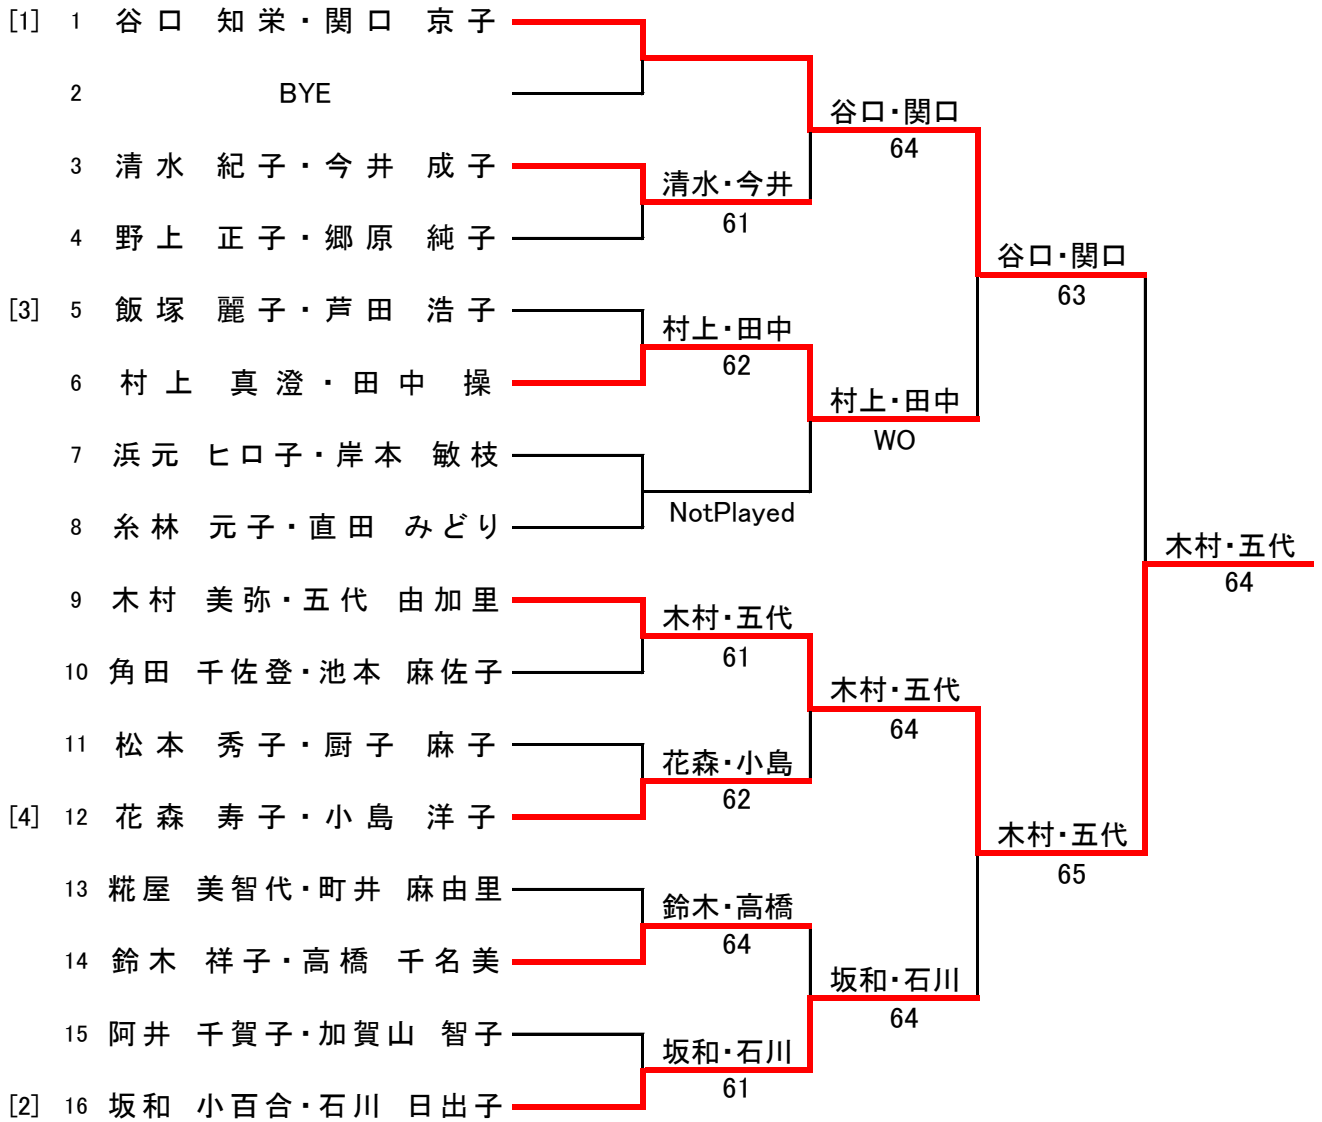 [1] 1 谷口 知栄・関口 京子
2 BYE
谷口・関口
64
3 清水 紀子・今井 成子
清水・今井
61
4 野上 正子・郷原 純子
谷口・関口
63
[3] 5 飯塚 麗子・芦田 浩子
村上・田中
62
6 村上 真澄・田中 操
村上・田中
WO
7 浜元 ヒロ子・岸本 敏枝
NotPlayed
8 糸林 元子・直田 みどり
木村・五代
64
9 木村 美弥・五代 由加里
木村・五代
61
10 角田 千佐登・池本 麻佐子
木村・五代
64
11 松本 秀子・厨子 麻子
花森・小島
62
[4] 12 花森 寿子・小島 洋子
木村・五代
65
13 糀屋 美智代・町井 麻由里
鈴木・高橋
64
14 鈴木 祥子・高橋 千名美
坂和・石川
64
15 阿井 千賀子・加賀山 智子
坂和・石川
61
[2] 16 坂和 小百合・石川 日出子